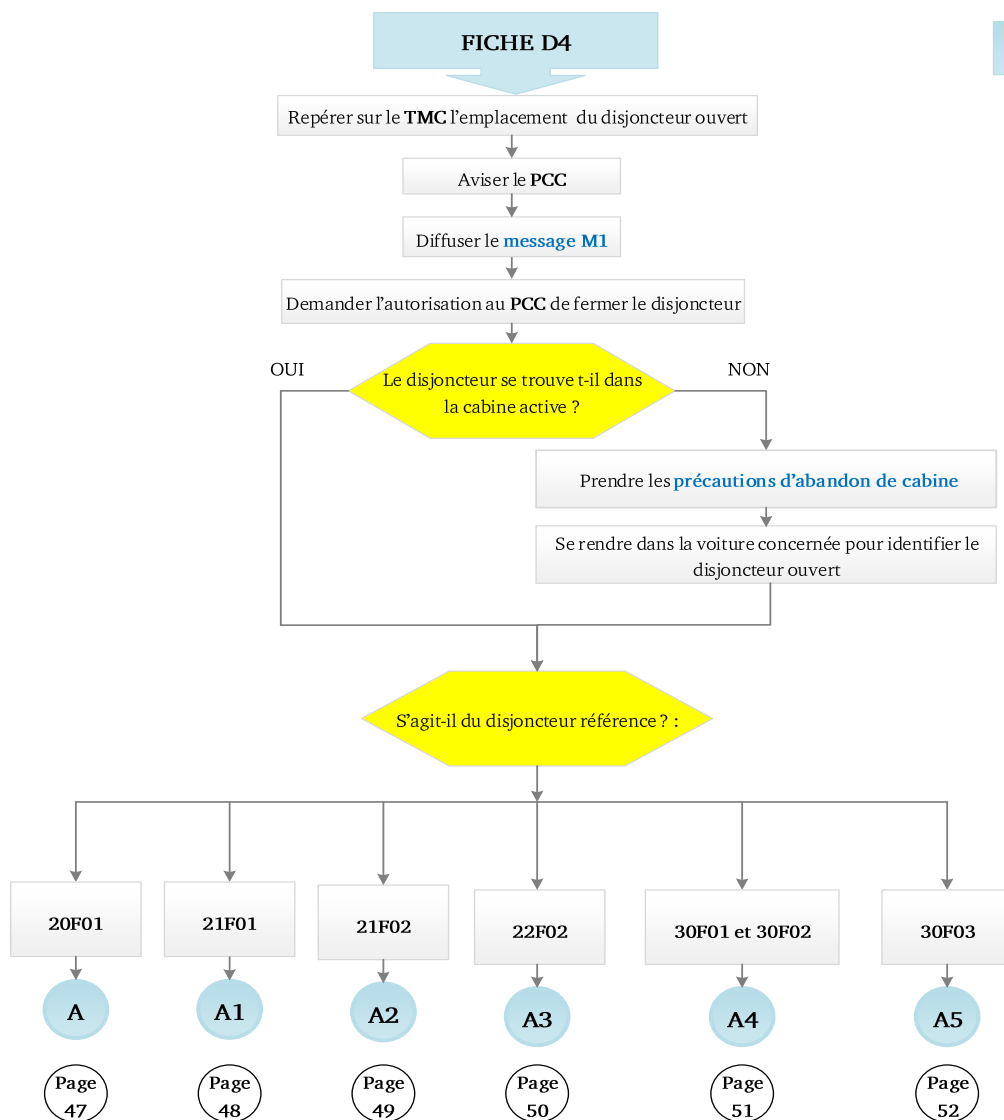 FICHE D4
Repérer sur le TMC l'emplacement du disjoncteur ouvert
Aviser le PCC
Diffuser le message M1
Demander l'autorisation au PCC de fermer le disjoncteur
OUI
NON
Le disjoncteur se trouve t-il dans
la cabine active ?
Prendre les précautions d'abandon de cabine
Se rendre dans la voiture concernée pour identifier le
disjoncteur ouvert
S'agit-il du disjoncteur référence ? :
20F01
21F01
21F02
22F02
30F01 et 30F02
30F03
A
A1
A2
A3
A4
A5
Page
47
Page
48
Page
49
Page
50
Page
51
Page
52